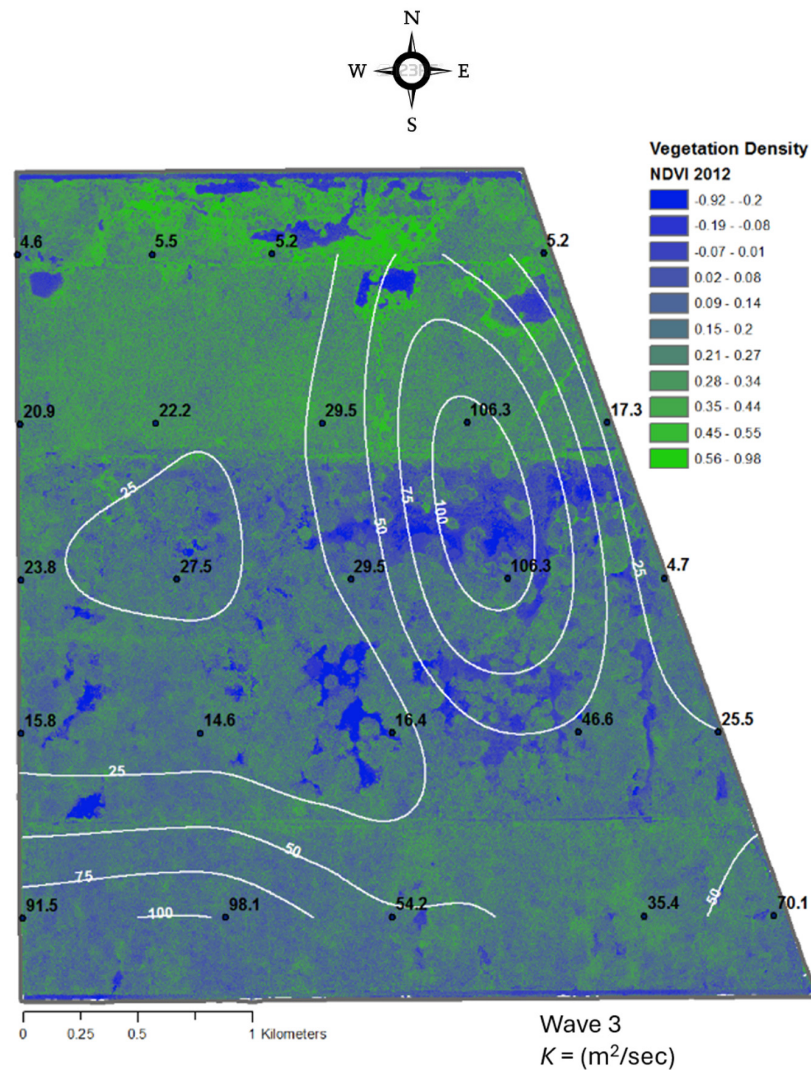 N
W E
S
Vegetation Density
NDVI 2012
-0.92 - -0.2
-0.19 - -0.08
-0.07 - 0.01
0.02 - 0.08
0.09 - 0.14
0.15 - 0.2
0.21 - 0.27
0.28 - 0.34
0.35 - 0.44
0.45 - 0.55
0.56 - 0.98
4.6 5.5 5.2 5.2
20.9 22.2 29.5 106.3 17.3
25 75 100 50
23.8 27.5 29.5 106.3 25 4.7
15.8 14.6 16.4 46.6 25.5
25
50
75 50
91.5 100 98.1 54.2 35.4 70.1
0 0.25 0.5 1 Kilometers
Wave 3
K = (m²/sec)